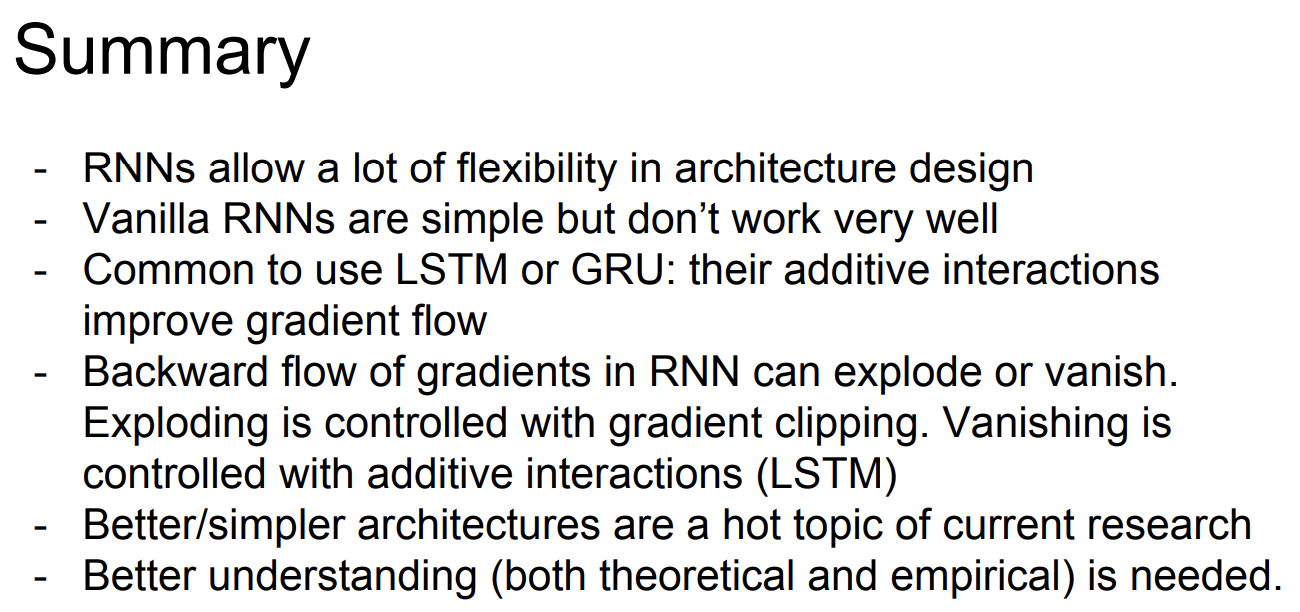 Summary
- RNNs allow a lot of flexibility in architecture design
- Vanilla RNNs are simple but don’t work very well
- Common to use LSTM or GRU: their additive interactions
improve gradient flow
- Backward flow of gradients in RNN can explode or vanish.
Exploding is controlled with gradient clipping. Vanishing is
controlled with additive interactions (LSTM)
- Better/simpler architectures are a hot topic of current research
- Better understanding (both theoretical and empirical) is needed.